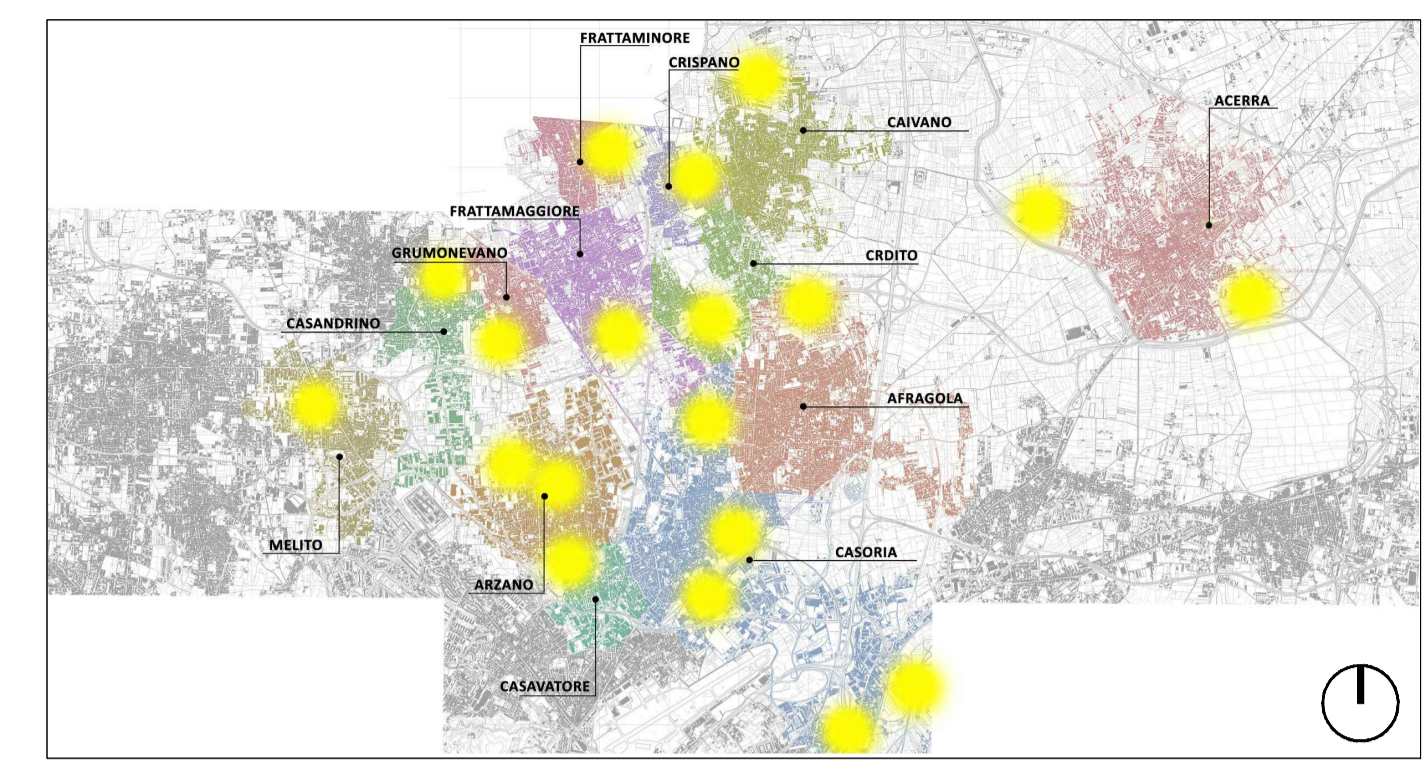 FRATTAMINORE
CRISPANO
ACERRA
CAIVANO
FRATTAMAGGIORE
GRUMONEVANO
CRDITO
CASANDRINO
AFRAGOLA
MELITO
CASORIA
ARZANO
CASAVATORE